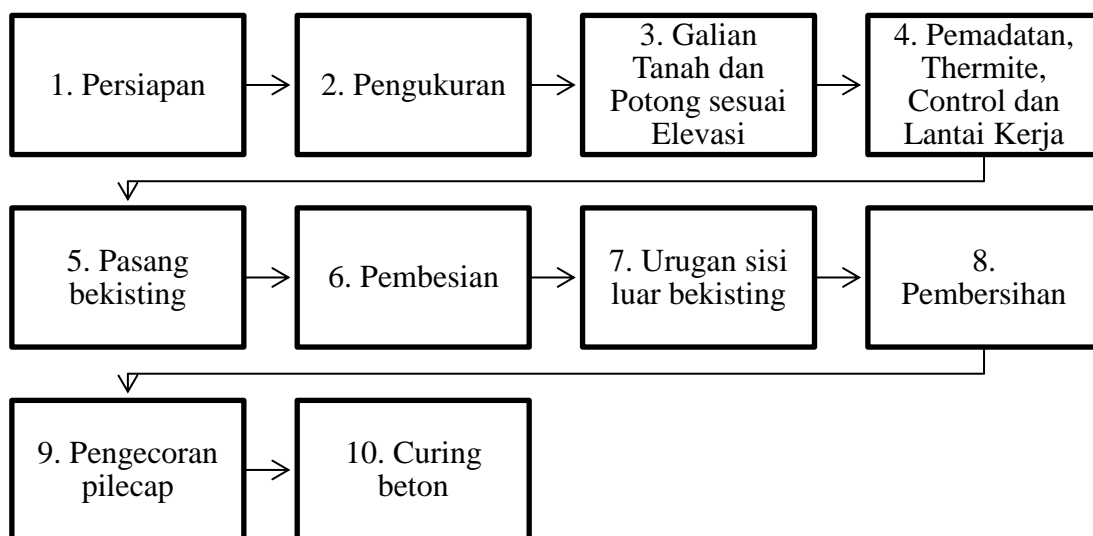 1. Persiapan
2. Pengukuran
3. Galian
Tanah dan
Potong sesuai
Elevasi
4. Pemadatan,
Thermite,
Control dan
Lantai Kerja
5. Pasang
bekisting
6. Pembesian
7. Urugan sisi
luar bekisting
8.
Pembersihan
9. Pengecoran
pilecap
10. Curing
beton